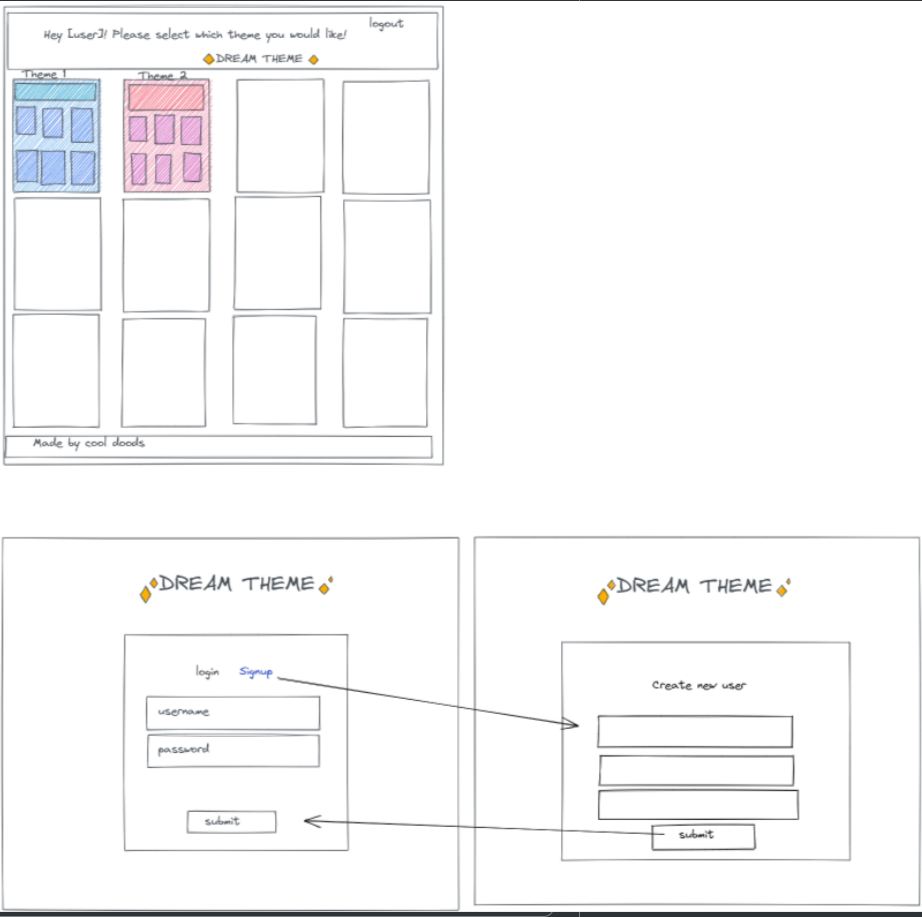 logout
Hey [user]! Please select which theme you would like!
DREAM THEME
Theme 1
Theme 2
Made by cool doods
DREAM THEME
login Signup
username
password
submit
DREAM THEME
Create new user
submit